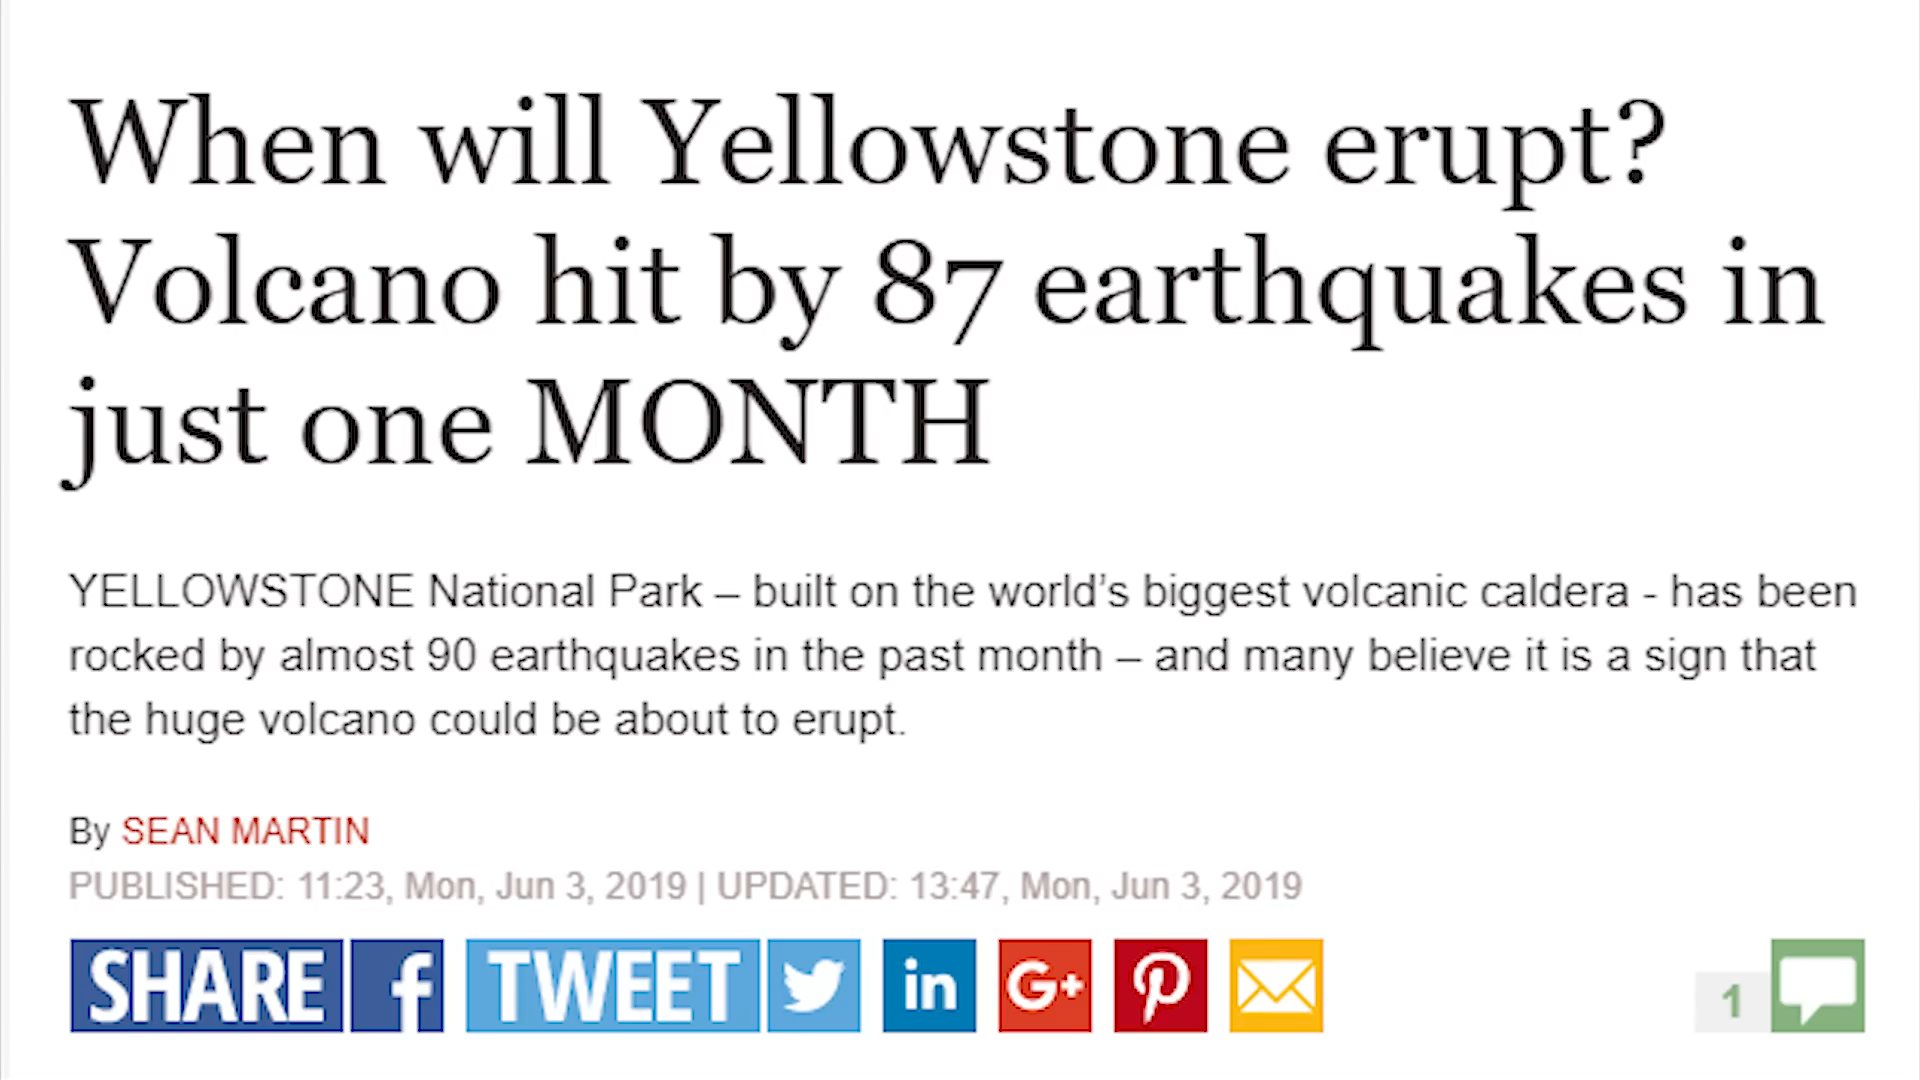 When will Yellowstone erupt?
Volcano hit by 87 earthquakes in
just one MONTH
YELLOWSTONE National Park – built on the world's biggest volcanic caldera - has been
rocked by almost 90 earthquakes in the past month – and many believe it is a sign that
the huge volcano could be about to erupt.
By SEAN MARTIN
PUBLISHED: 11:23, Mon, Jun 3, 2019 | UPDATED: 13:47, Mon, Jun 3, 2019
SHARE f TWEET in G+ 1